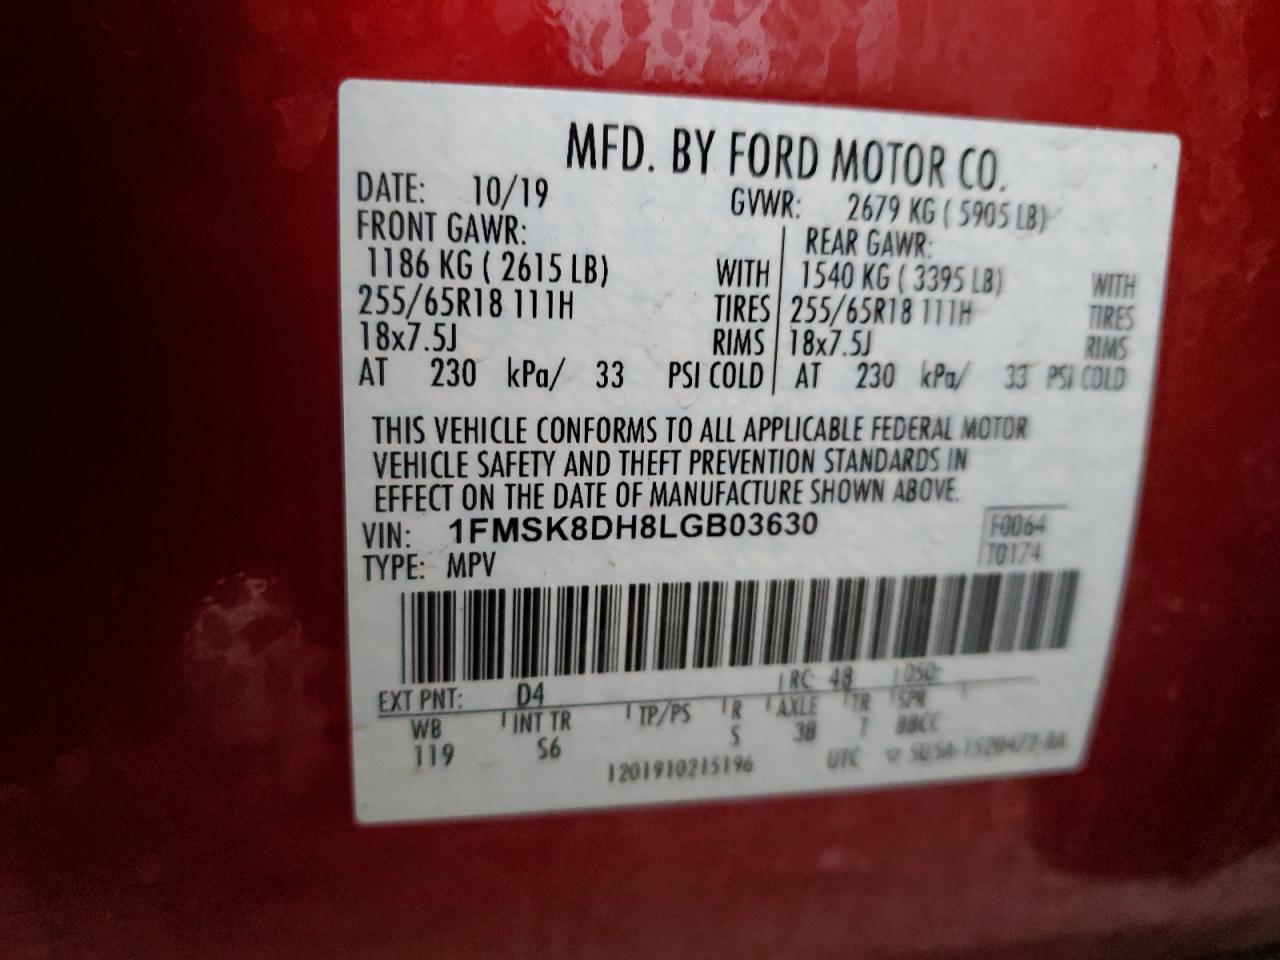 MFD. BY FORD MOTOR CO.
DATE: 10/19 GVWR: 2679 KG ( 5905 LB)
FRONT GAWR: REAR GAWR:
1186 KG ( 2615 LB) WITH 1540 KG ( 3395 LB) WITH
255/65R18 111H TIRES 255/65R18 111H TIRES
18x7.5J RIMS 18x7.5J RIMS
AT 230 kPa/ 33 PSI COLD AT 230 kPa/ 33 PSI COLD
THIS VEHICLE CONFORMS TO ALL APPLICABLE FEDERAL MOTOR
VEHICLE SAFETY AND THEFT PREVENTION STANDARDS IN
EFFECT ON THE DATE OF MANUFACTURE SHOWN ABOVE.
VIN: 1FMSK8DH8LGB03630 F0064
TYPE: MPV T0174
EXT PNT: D4 RC: 48 DSO:
WB INT TR TP/PS R AXLE TR SPR
119 S6 S 38
1201910215196 UTC